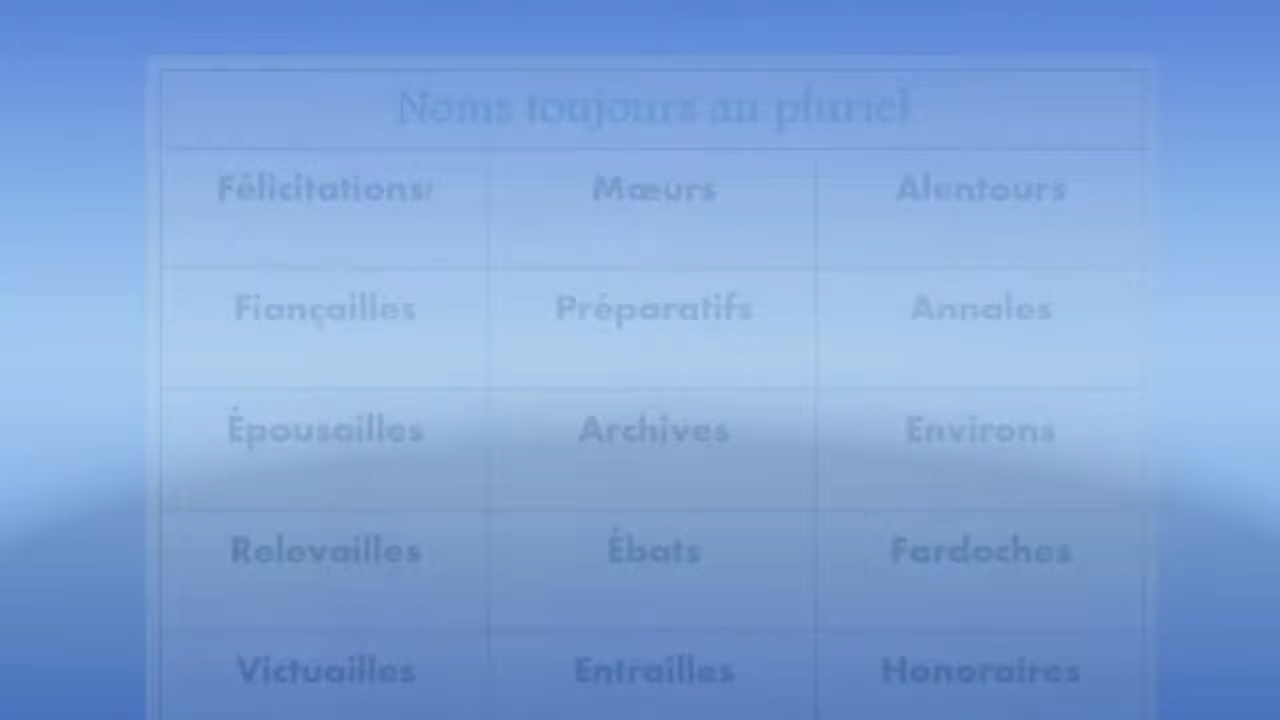 Noms toujours au pluriel
Félicitations Mœurs Alentours
Fiançailles Préparatifs Annales
Épousailles Archives Environs
Relevailles Ébats Fardoches
Victuailles Entrailles Honoraires